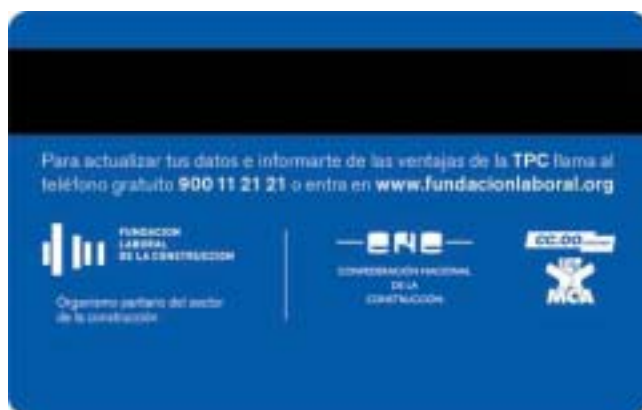 Para actualizar tus datos e informarte de las ventajas de la TPC llama al
teléfono gratuito 900 11 21 21 o entra en www.fundacionlaboral.org
FUNDACION
LABORAL
DE LA CONSTRUCCION
Organismo paritario del sector
de la construcción
CNC
CONFEDERACIÓN NACIONAL
DE LA
CONSTRUCCIÓN
CC.OO.
MCA